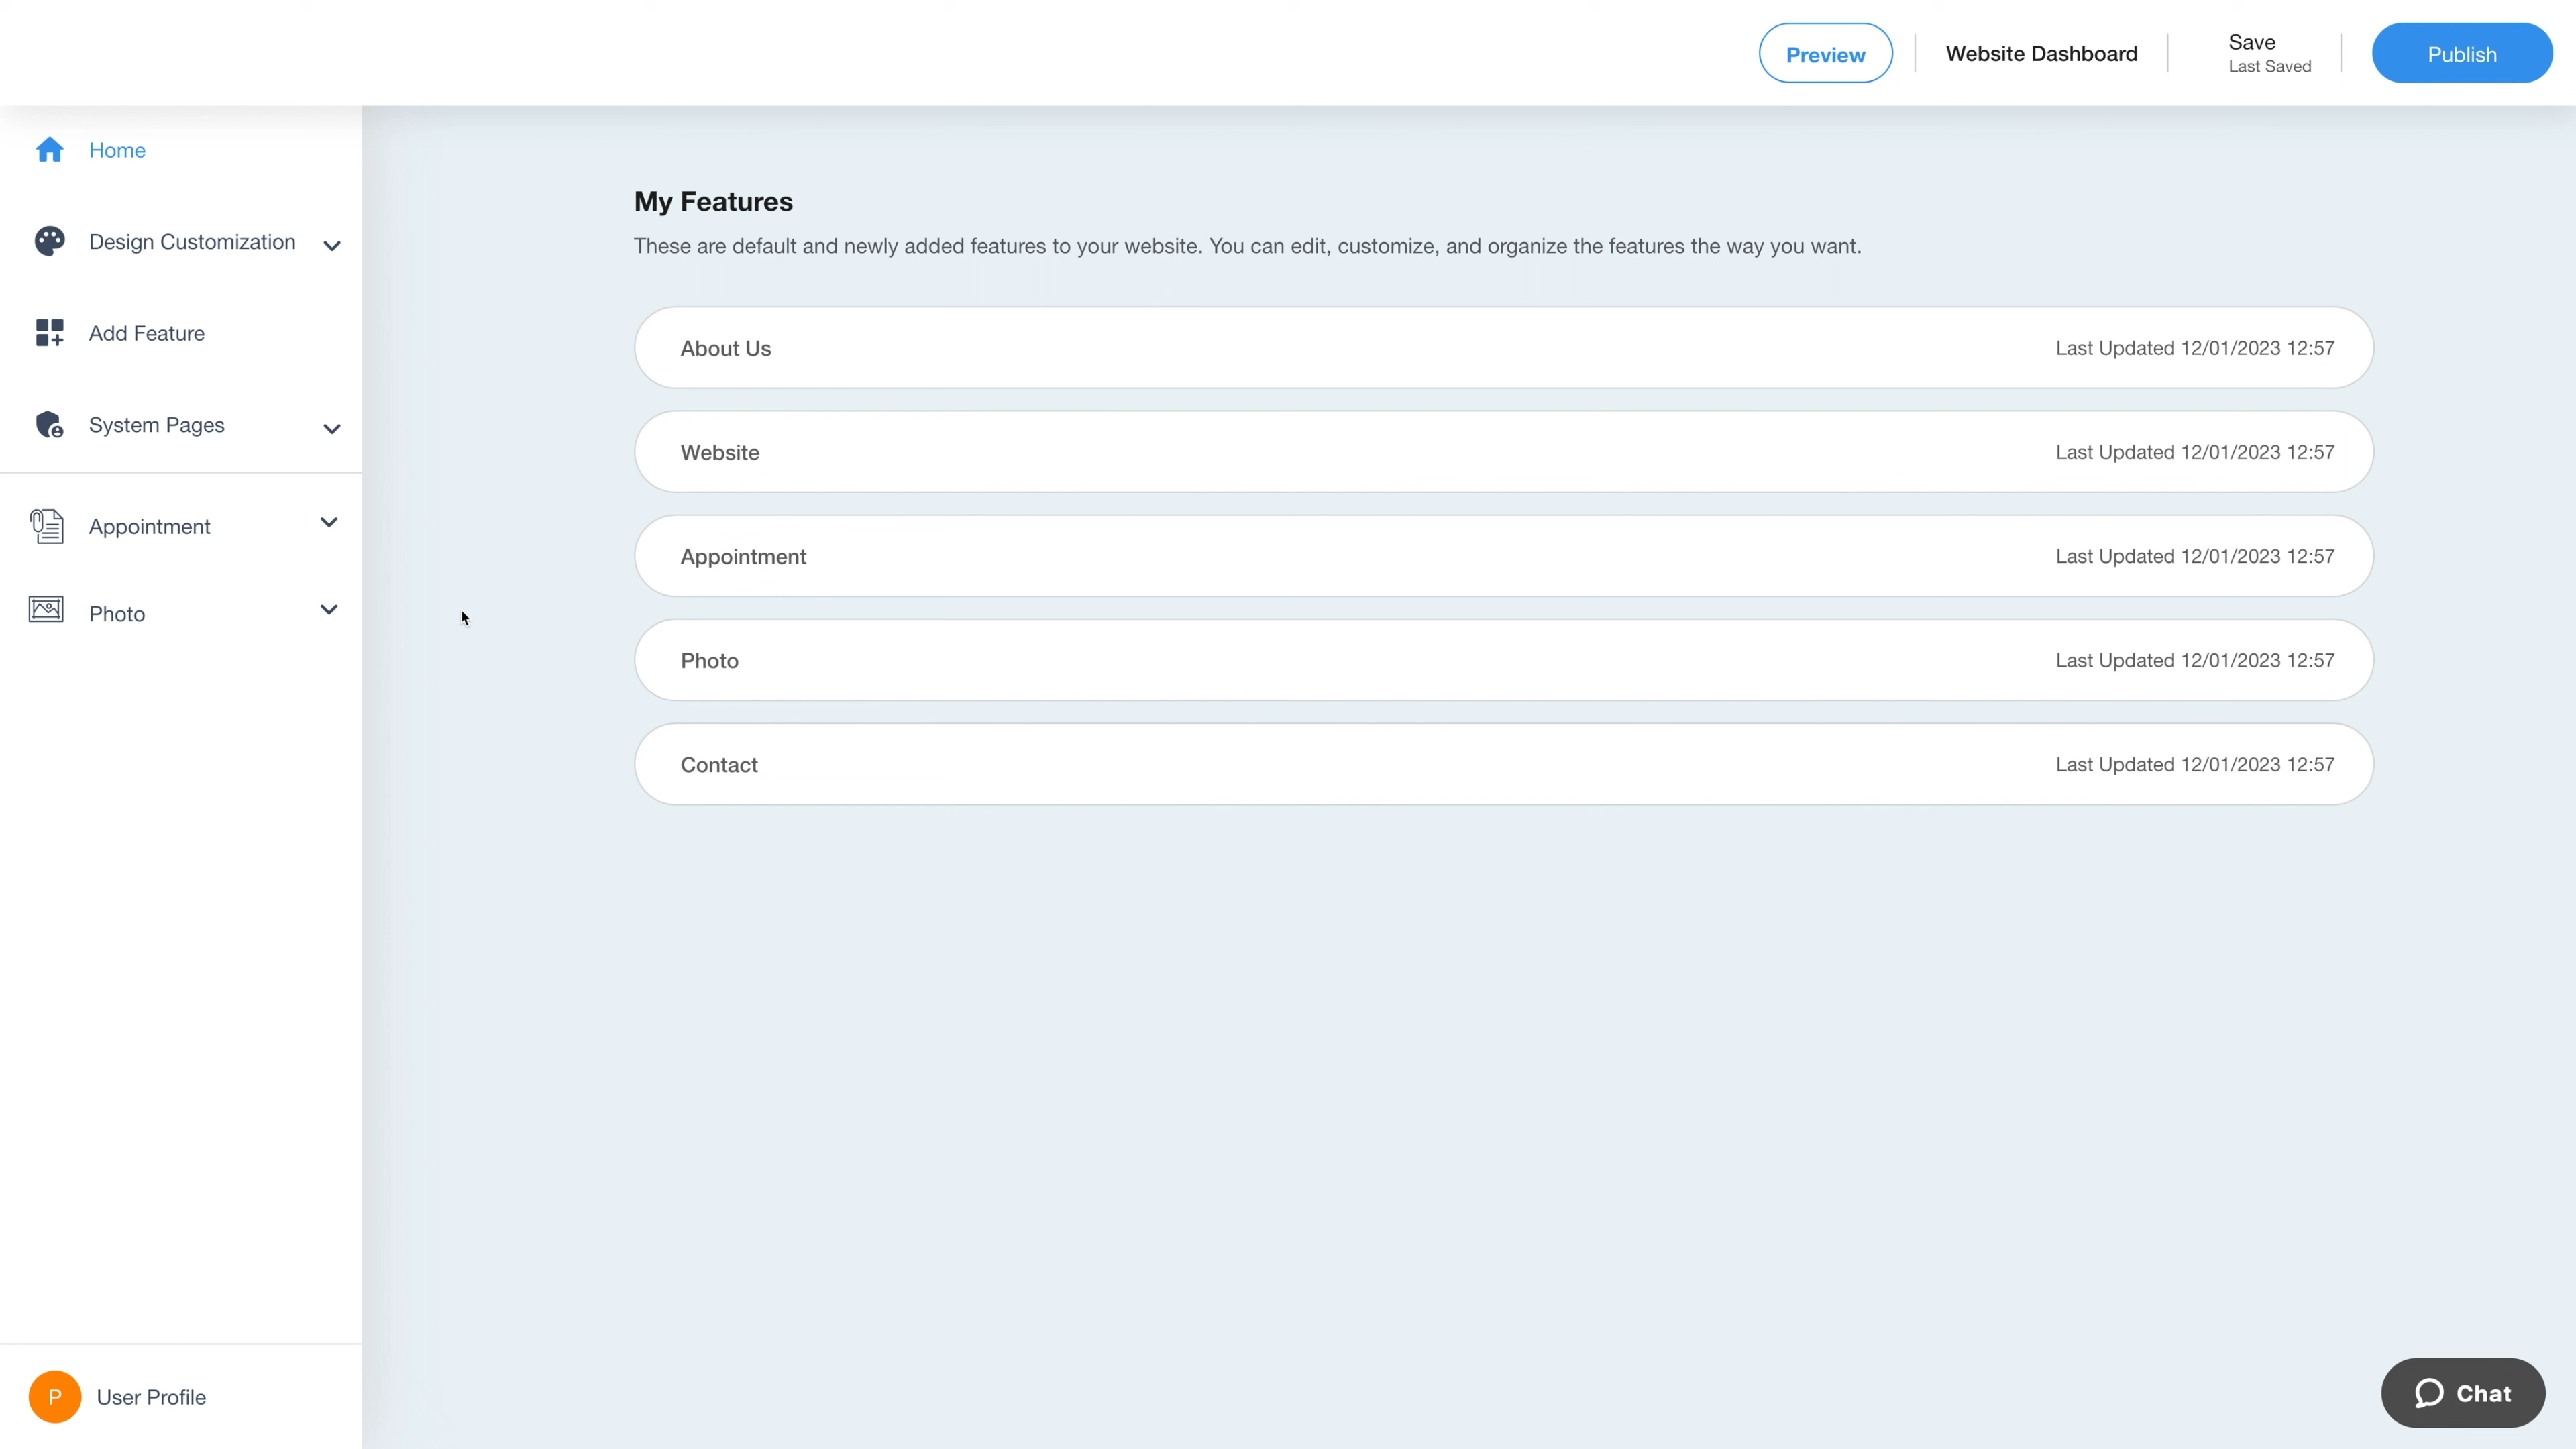 Preview
Website Dashboard
Save
Last Saved
Publish
Home
Design Customization
Add Feature
System Pages
Appointment
Photo
My Features
These are default and newly added features to your website. You can edit, customize, and organize the features the way you want.
About Us Last Updated 12/01/2023 12:57
Website Last Updated 12/01/2023 12:57
Appointment Last Updated 12/01/2023 12:57
Photo Last Updated 12/01/2023 12:57
Contact Last Updated 12/01/2023 12:57
P User Profile
Chat